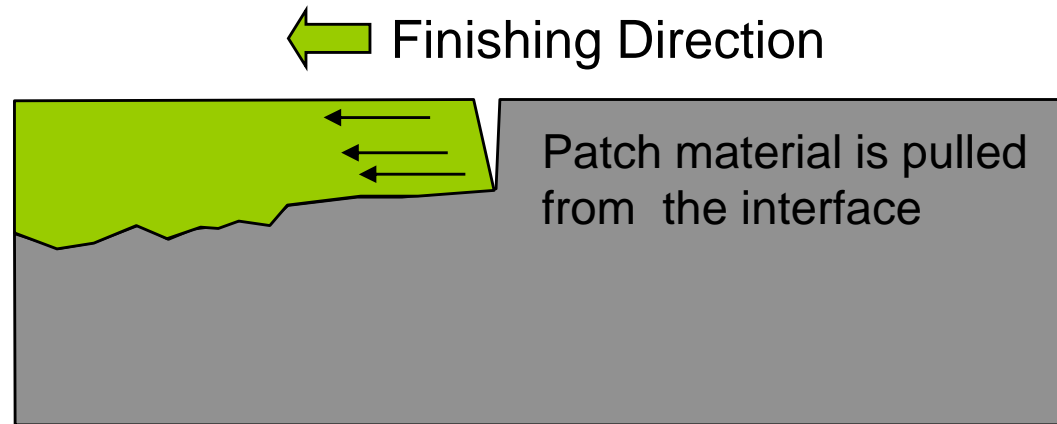 Finishing Direction
Patch material is pulled
from the interface